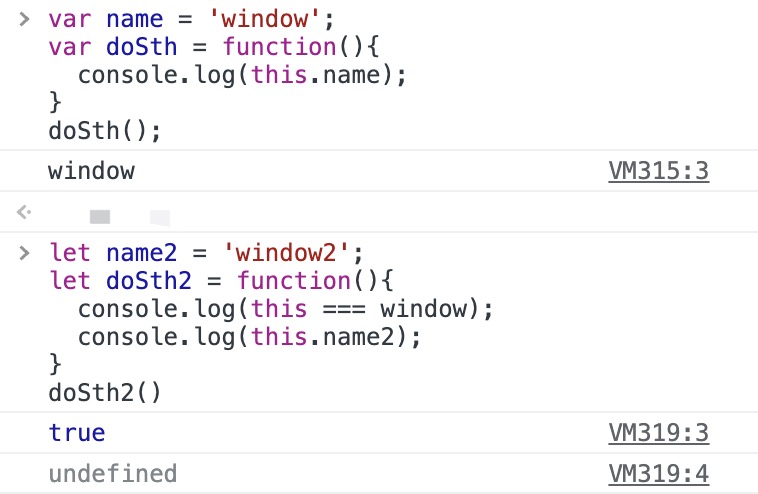 > var name = 'window';
var doSth = function(){
  console.log(this.name);
}
doSth();
window VM315:3
> let name2 = 'window2';
let doSth2 = function(){
  console.log(this === window);
  console.log(this.name2);
}
doSth2()
true VM319:3
undefined VM319:4